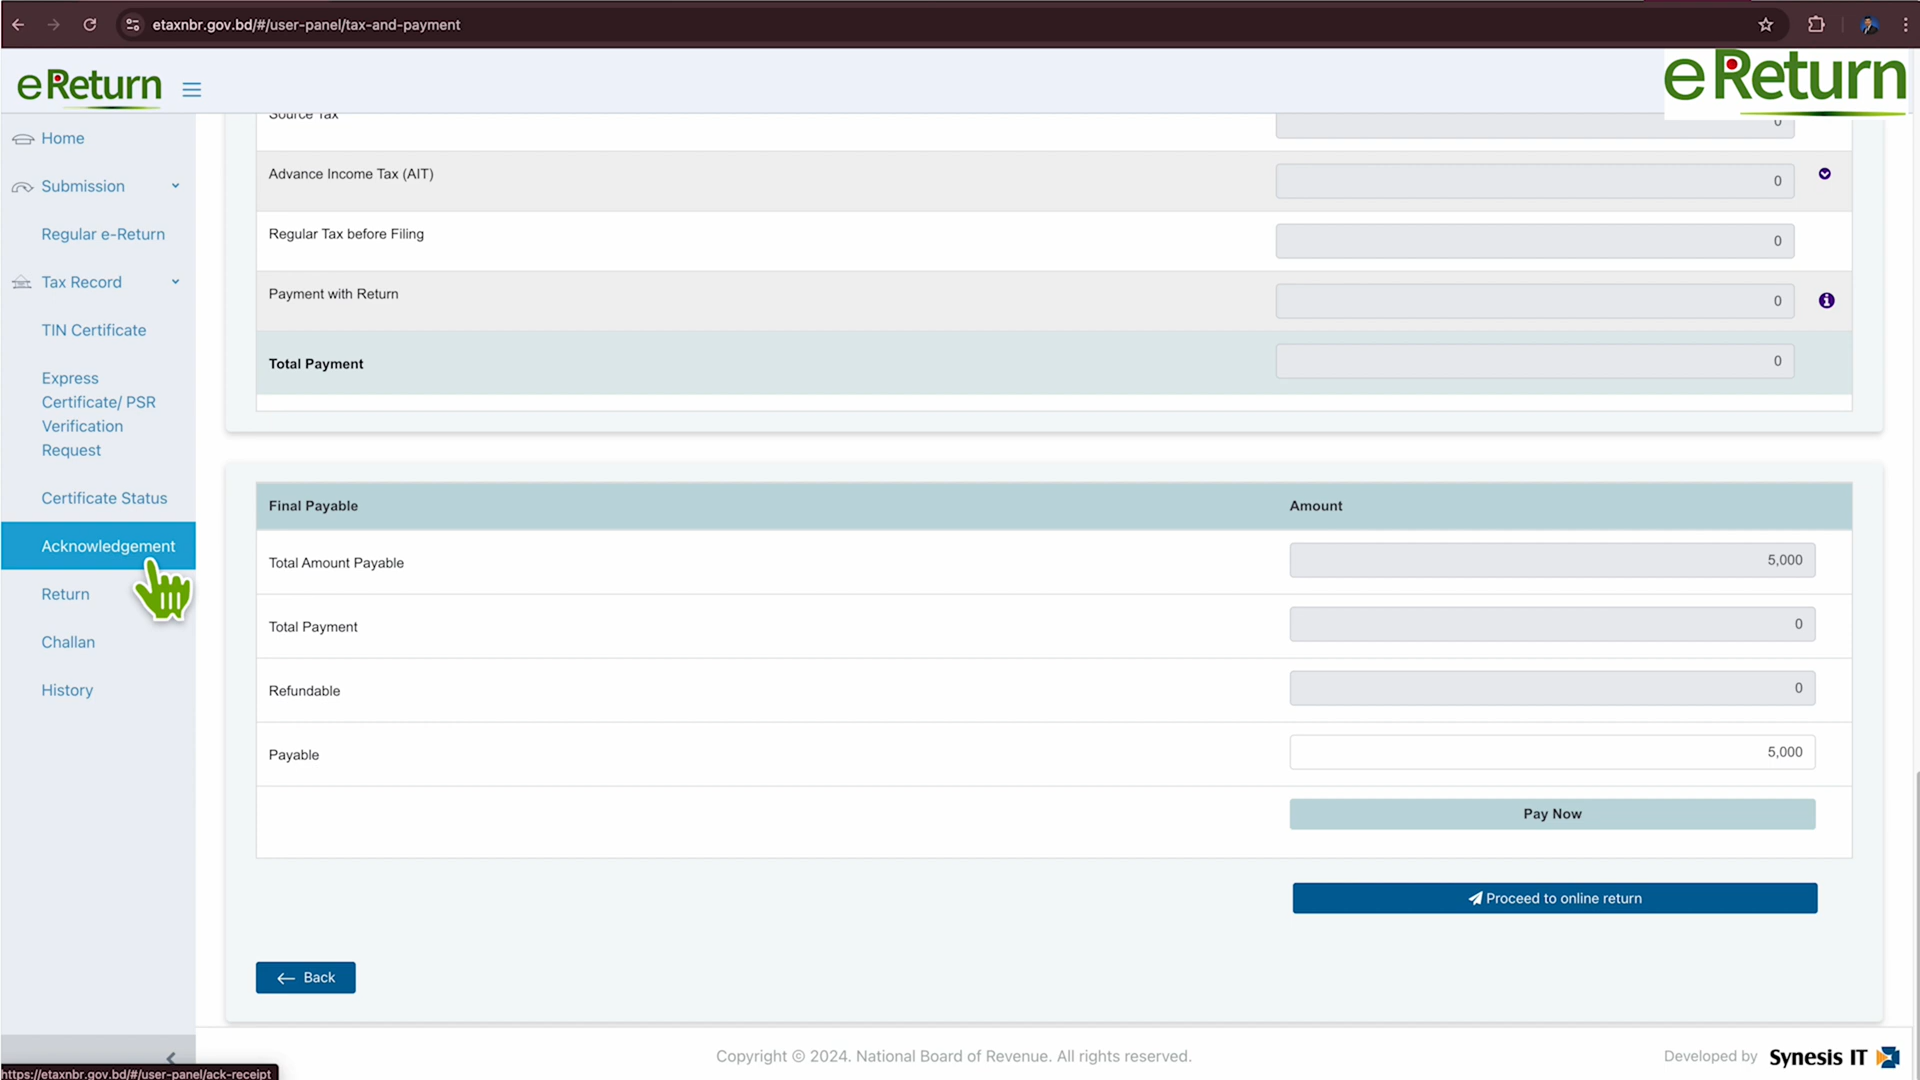 etaxnbr.gov.bd/#/user-panel/tax-and-payment
eReturn
eReturn
Home
Submission
Regular e-Return
Tax Record
TIN Certificate
Express
Certificate/ PSR
Verification
Request
Certificate Status
Acknowledgement
Return
Challan
History
Source Tax 0
Advance Income Tax (AIT) 0
Regular Tax before Filing 0
Payment with Return 0
Total Payment 0
Final Payable Amount
Total Amount Payable 5,000
Total Payment 0
Refundable 0
Payable 5,000
Pay Now
Proceed to online return
Back
Copyright © 2024. National Board of Revenue. All rights reserved.
Developed by Synesis IT
https://etaxnbr.gov.bd/#/user-panel/ack-receipt